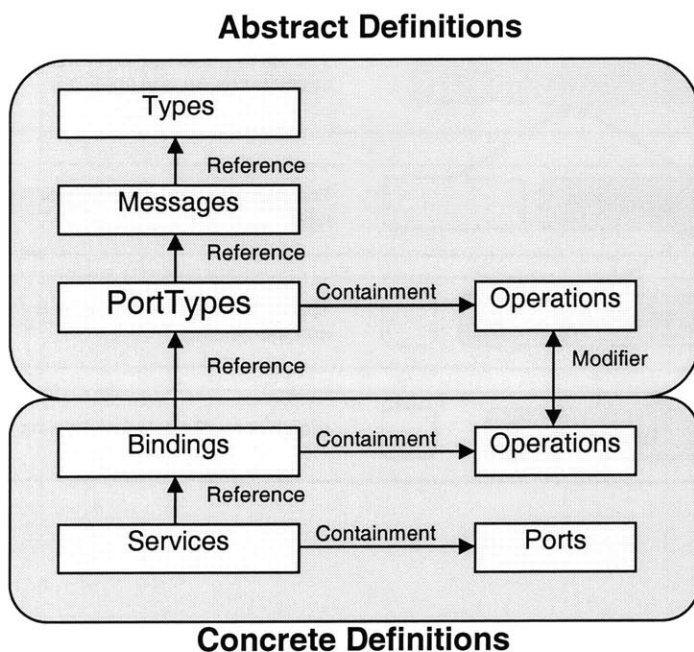 Abstract Definitions
Types
Reference
Messages
Reference
PortTypes
Containment
Operations
Reference
Modifier
Bindings
Containment
Operations
Reference
Services
Containment
Ports
Concrete Definitions